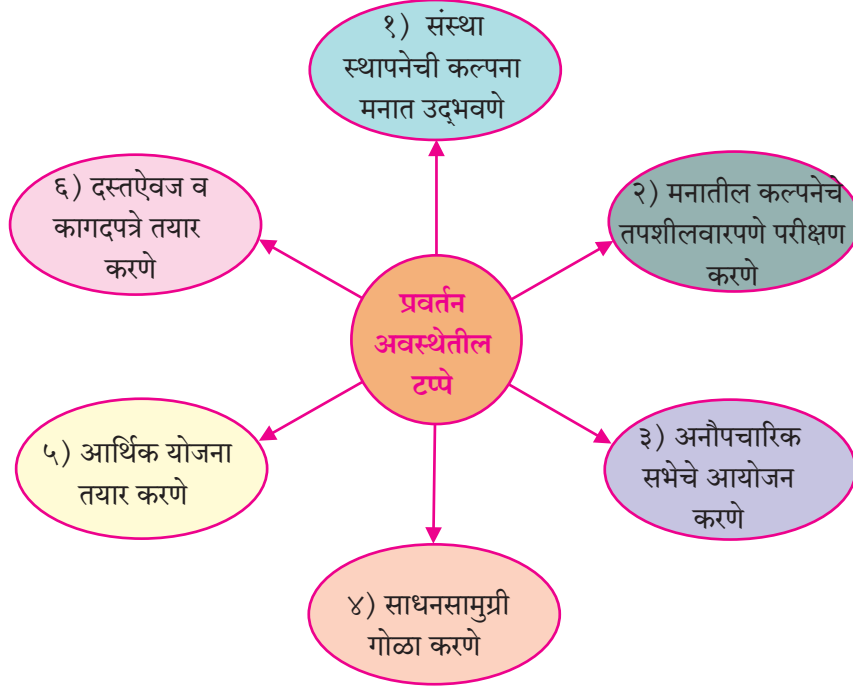 १) संस्था
स्थापनेची कल्पना
मनात उद्‌भवणे
२) मनातील कल्पनेचे
तपशीलवारपणे परीक्षण
करणे
३) अनौपचारिक
सभेचे आयोजन
करणे
४) साधनसामुग्री
गोळा करणे
५) आर्थिक योजना
तयार करणे
६) दस्तऐवज व
कागदपत्रे तयार
करणे
प्रवर्तन
अवस्थेतील
टप्पे